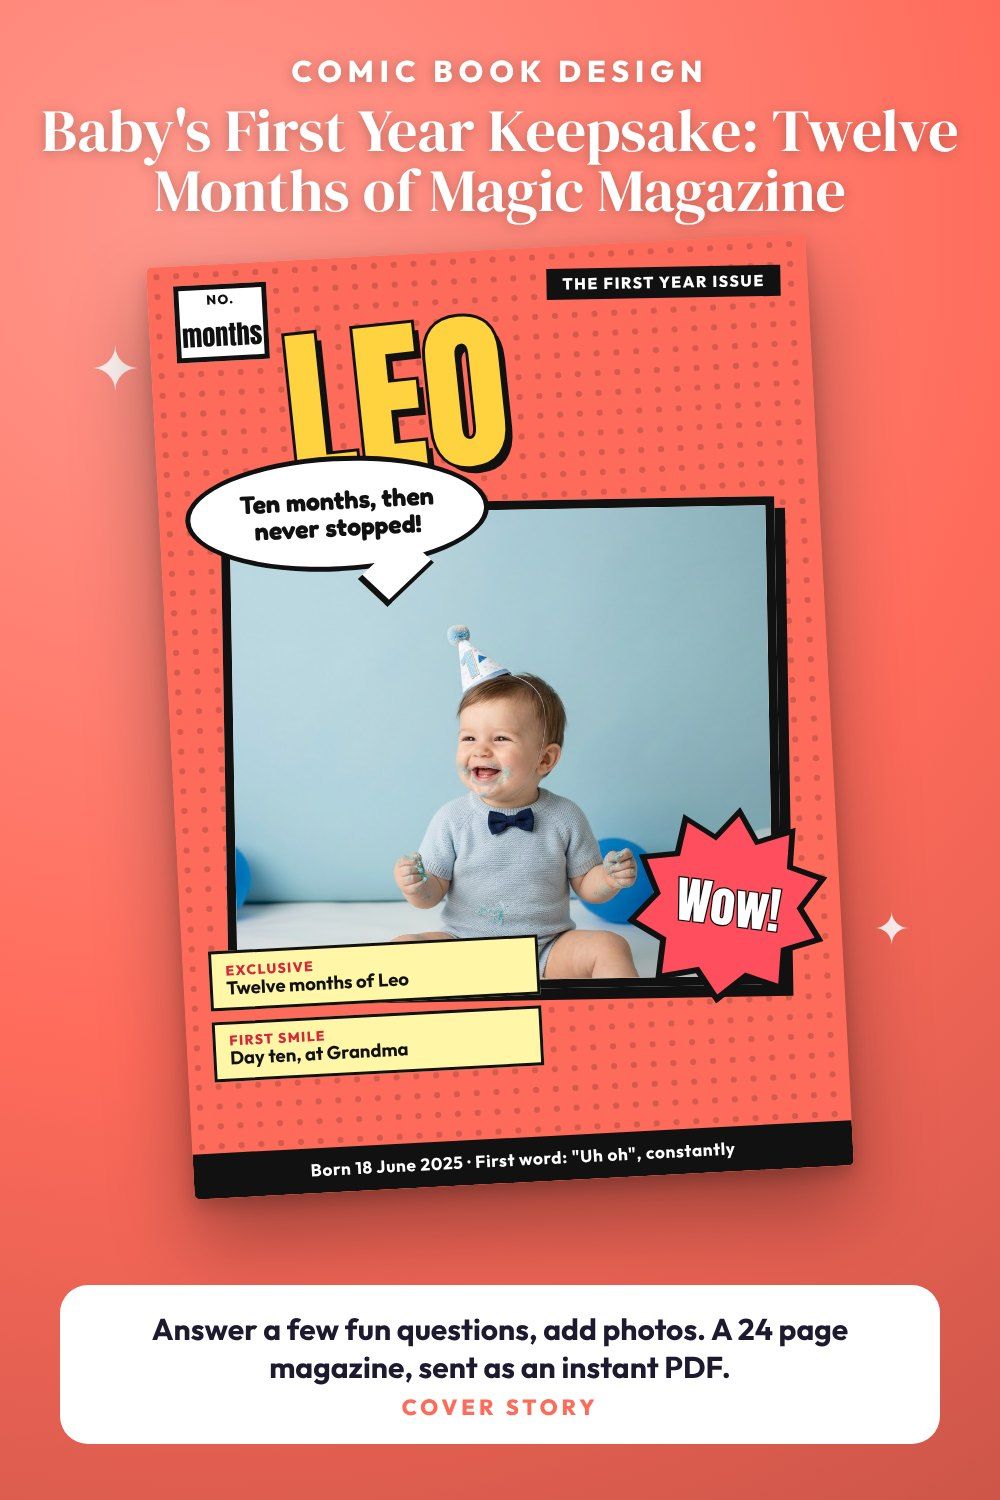 COMIC BOOK DESIGN
Baby's First Year Keepsake: Twelve
Months of Magic Magazine
NO.
months
THE FIRST YEAR ISSUE
LEO
Ten months, then
never stopped!
1
Wow!
EXCLUSIVE
Twelve months of Leo
FIRST SMILE
Day ten, at Grandma
Born 18 June 2025 · First word: "Uh oh", constantly
Answer a few fun questions, add photos. A 24 page
magazine, sent as an instant PDF.
COVER STORY